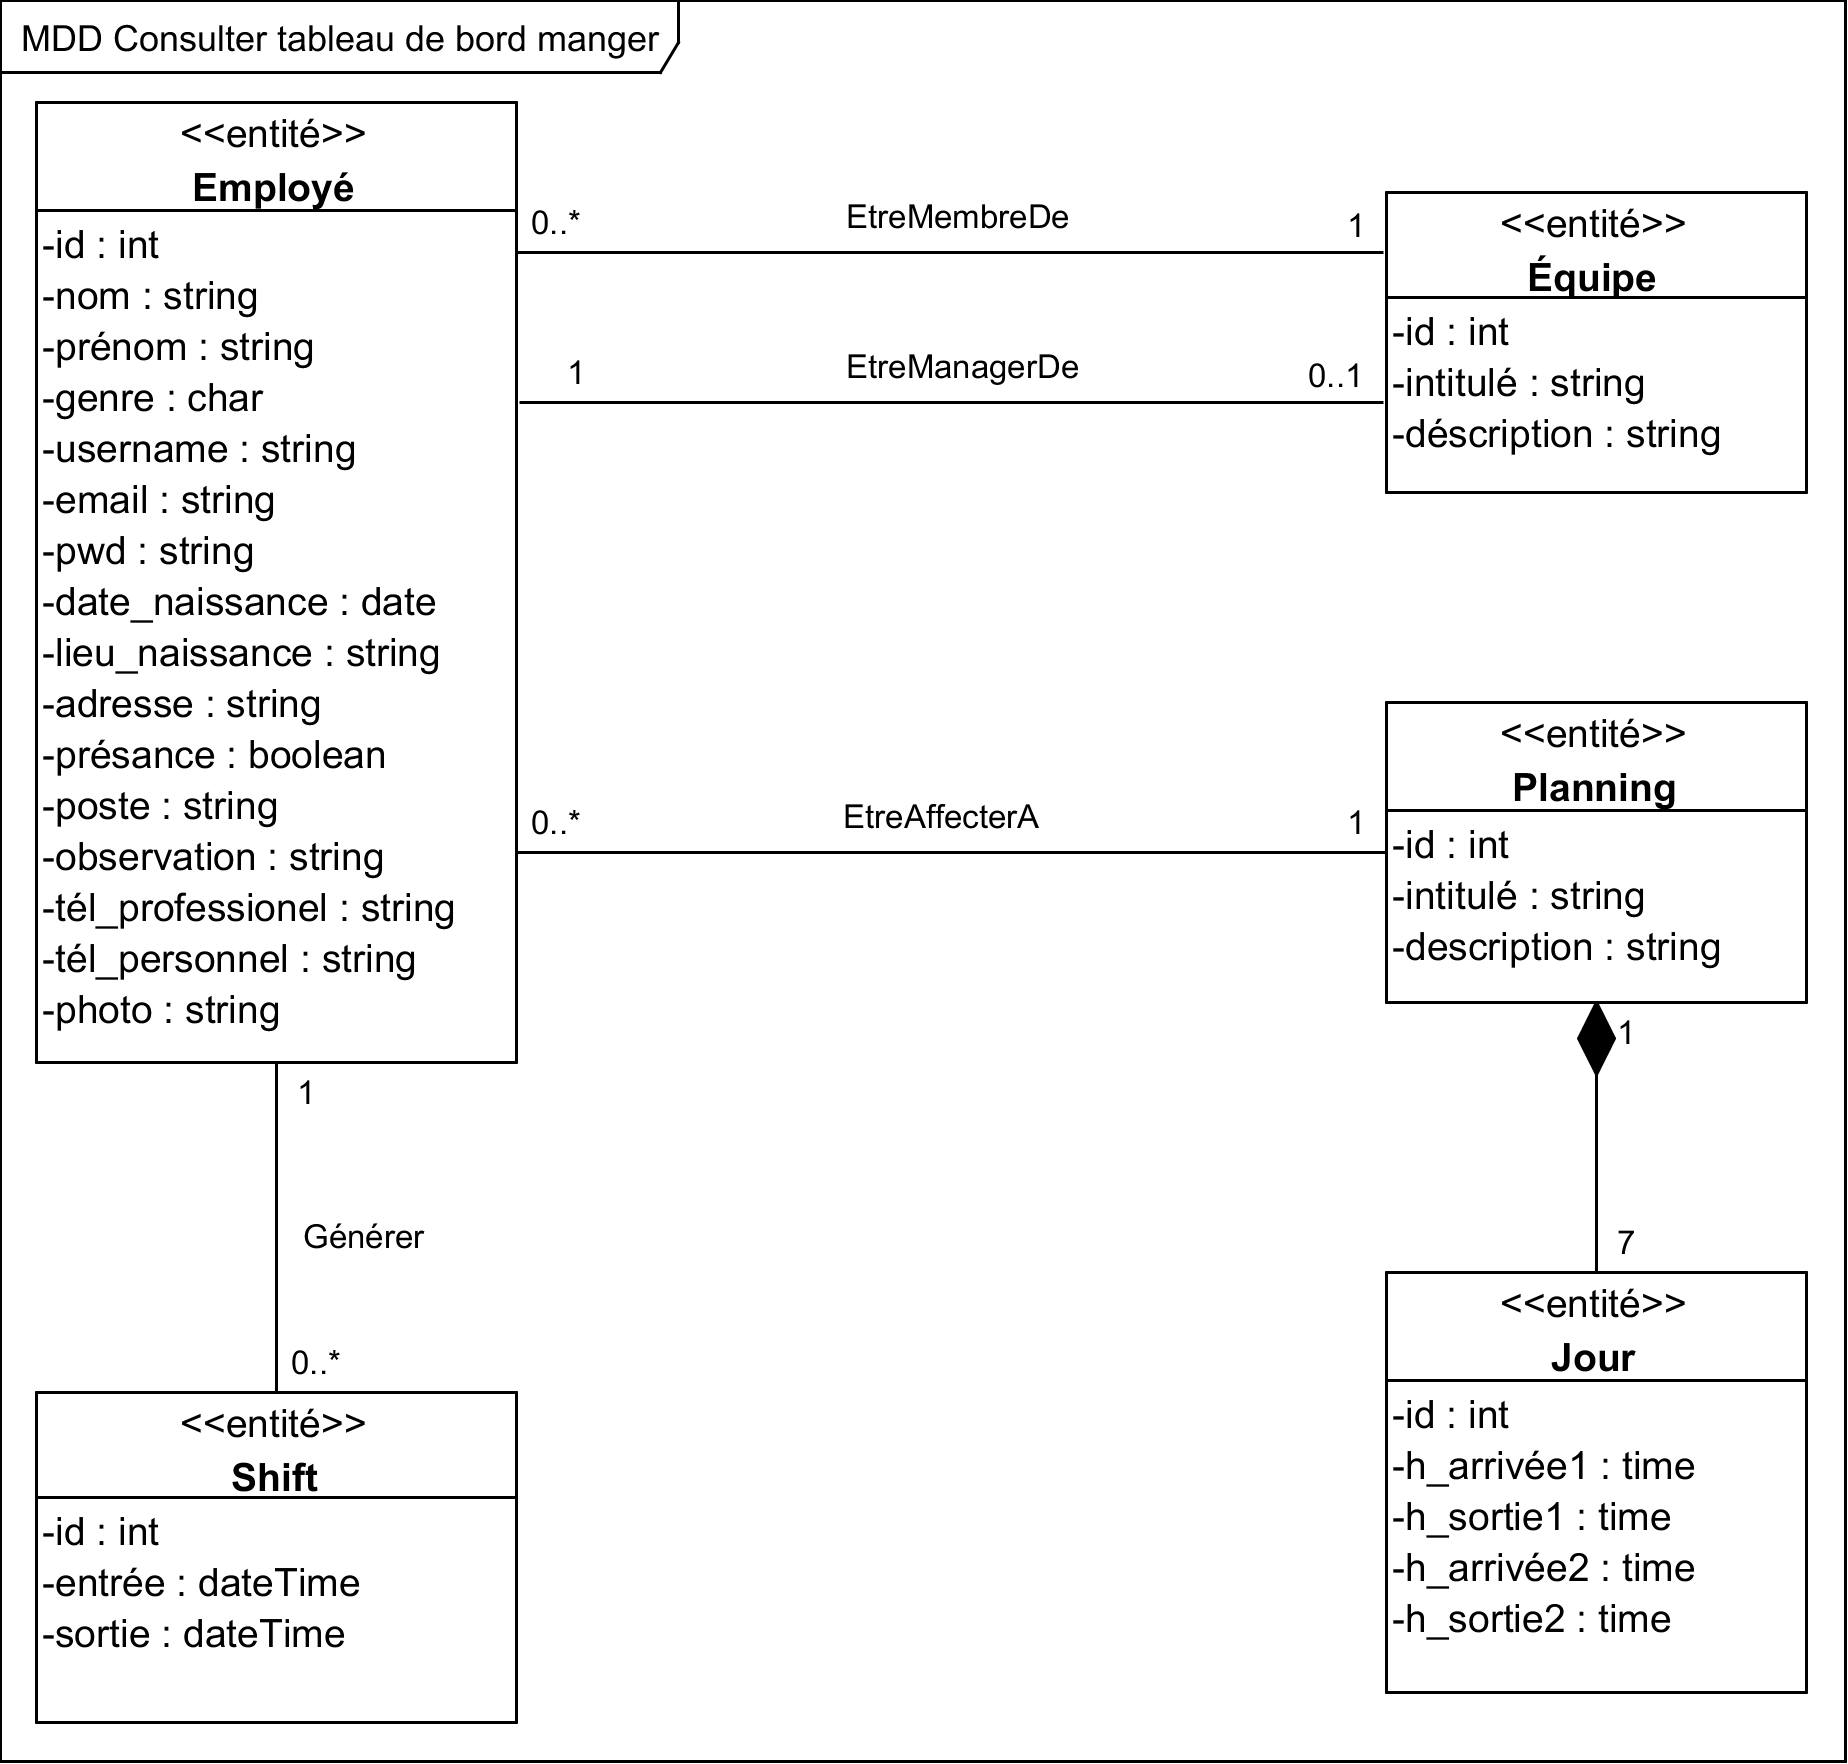 MDD Consulter tableau de bord manger
<<entité>>
Employé
-id : int
-nom : string
-prénom : string
-genre : char
-username : string
-email : string
-pwd : string
-date_naissance : date
-lieu_naissance : string
-adresse : string
-présance : boolean
-poste : string
-observation : string
-tél_professionel : string
-tél_personnel : string
-photo : string
0..* EtreMembreDe 1
1 EtreManagerDe 0..1
<<entité>>
Équipe
-id : int
-intitulé : string
-déscription : string
0..* EtreAffecterA 1
<<entité>>
Planning
-id : int
-intitulé : string
-description : string
1
7
1
Générer
0..*
<<entité>>
Shift
-id : int
-entrée : dateTime
-sortie : dateTime
<<entité>>
Jour
-id : int
-h_arrivée1 : time
-h_sortie1 : time
-h_arrivée2 : time
-h_sortie2 : time